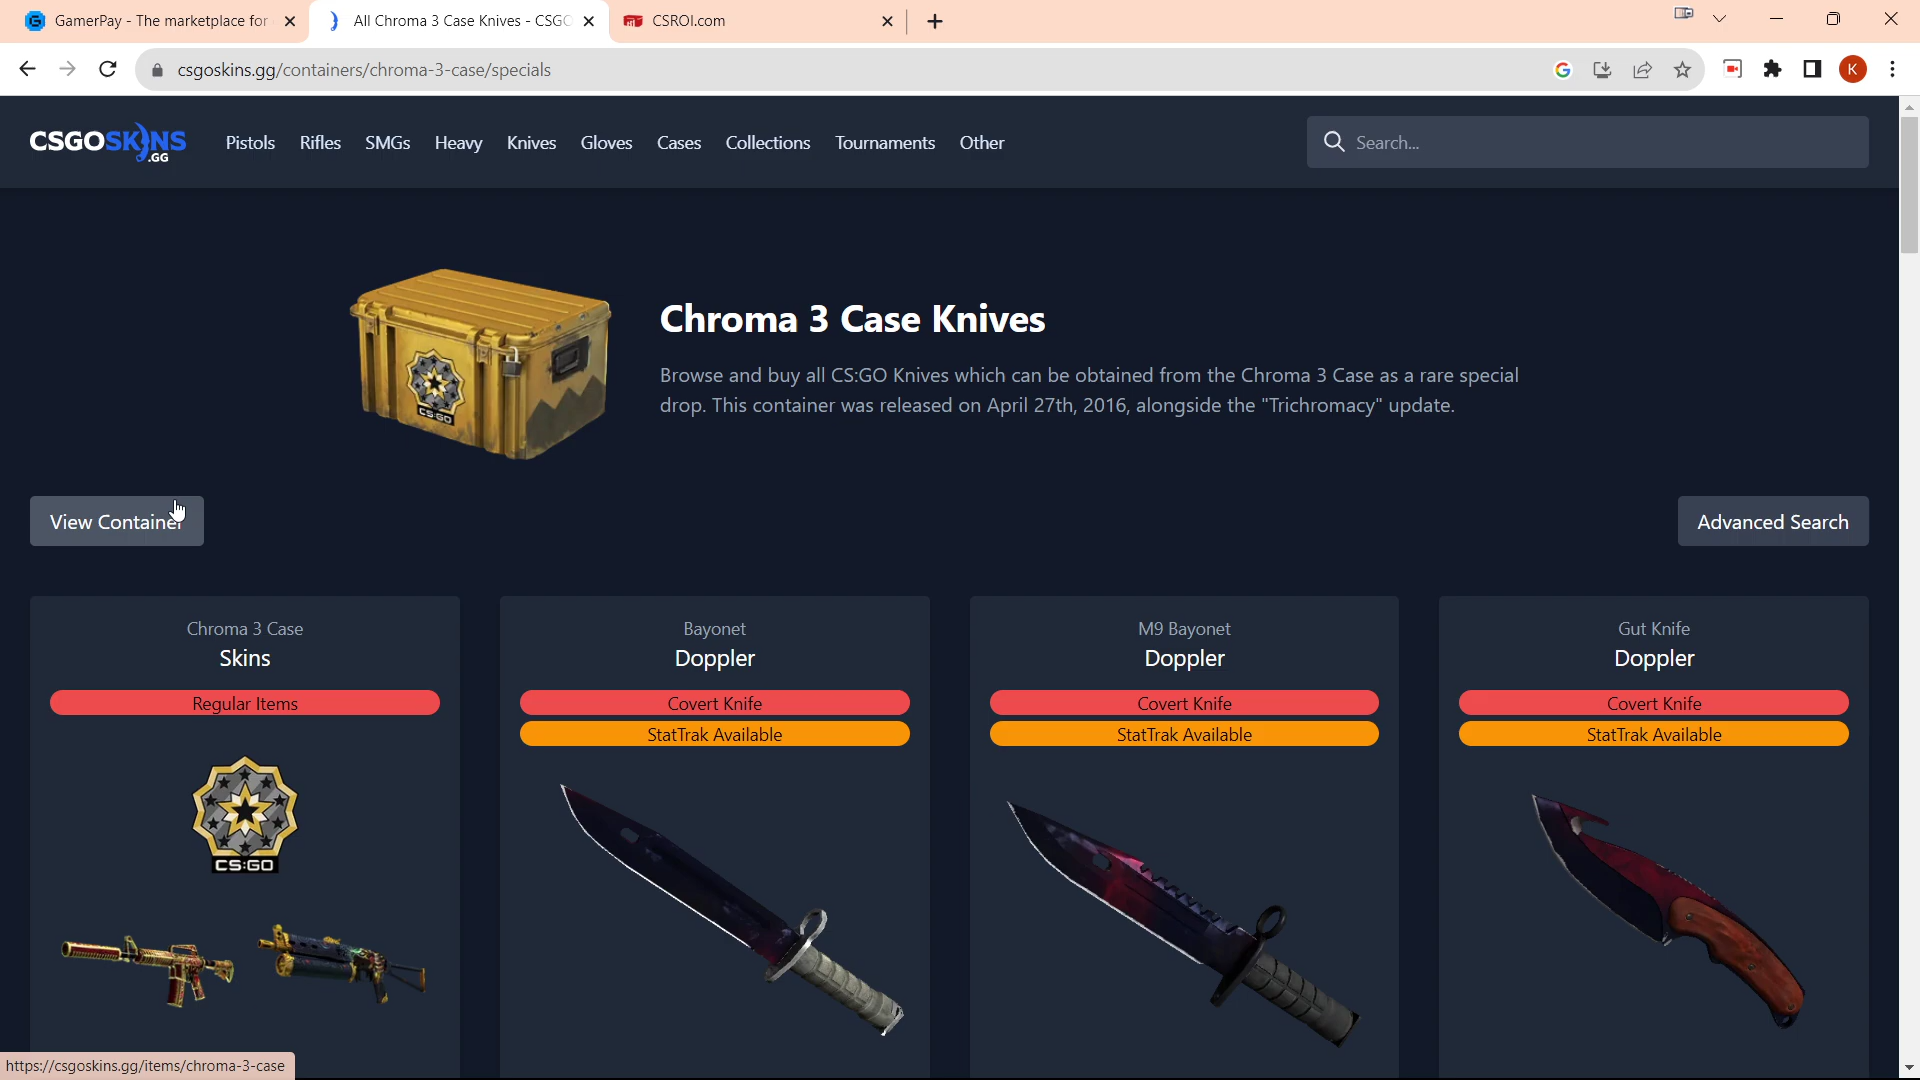 GamerPay - The marketplace for
All Chroma 3 Case Knives - CSGO
CSROI.com
csgoskins.gg/containers/chroma-3-case/specials
K
CSGOSKINS
.GG
Pistols
Rifles
SMGs
Heavy
Knives
Gloves
Cases
Collections
Tournaments
Other
Search...
Chroma 3 Case Knives
Browse and buy all CS:GO Knives which can be obtained from the Chroma 3 Case as a rare special
drop. This container was released on April 27th, 2016, alongside the "Trichromacy" update.
CS:GO
View Container
Advanced Search
Chroma 3 Case
Skins
Regular Items
CS:GO
Bayonet
Doppler
Covert Knife
StatTrak Available
M9 Bayonet
Doppler
Covert Knife
StatTrak Available
Gut Knife
Doppler
Covert Knife
StatTrak Available
https://csgoskins.gg/items/chroma-3-case